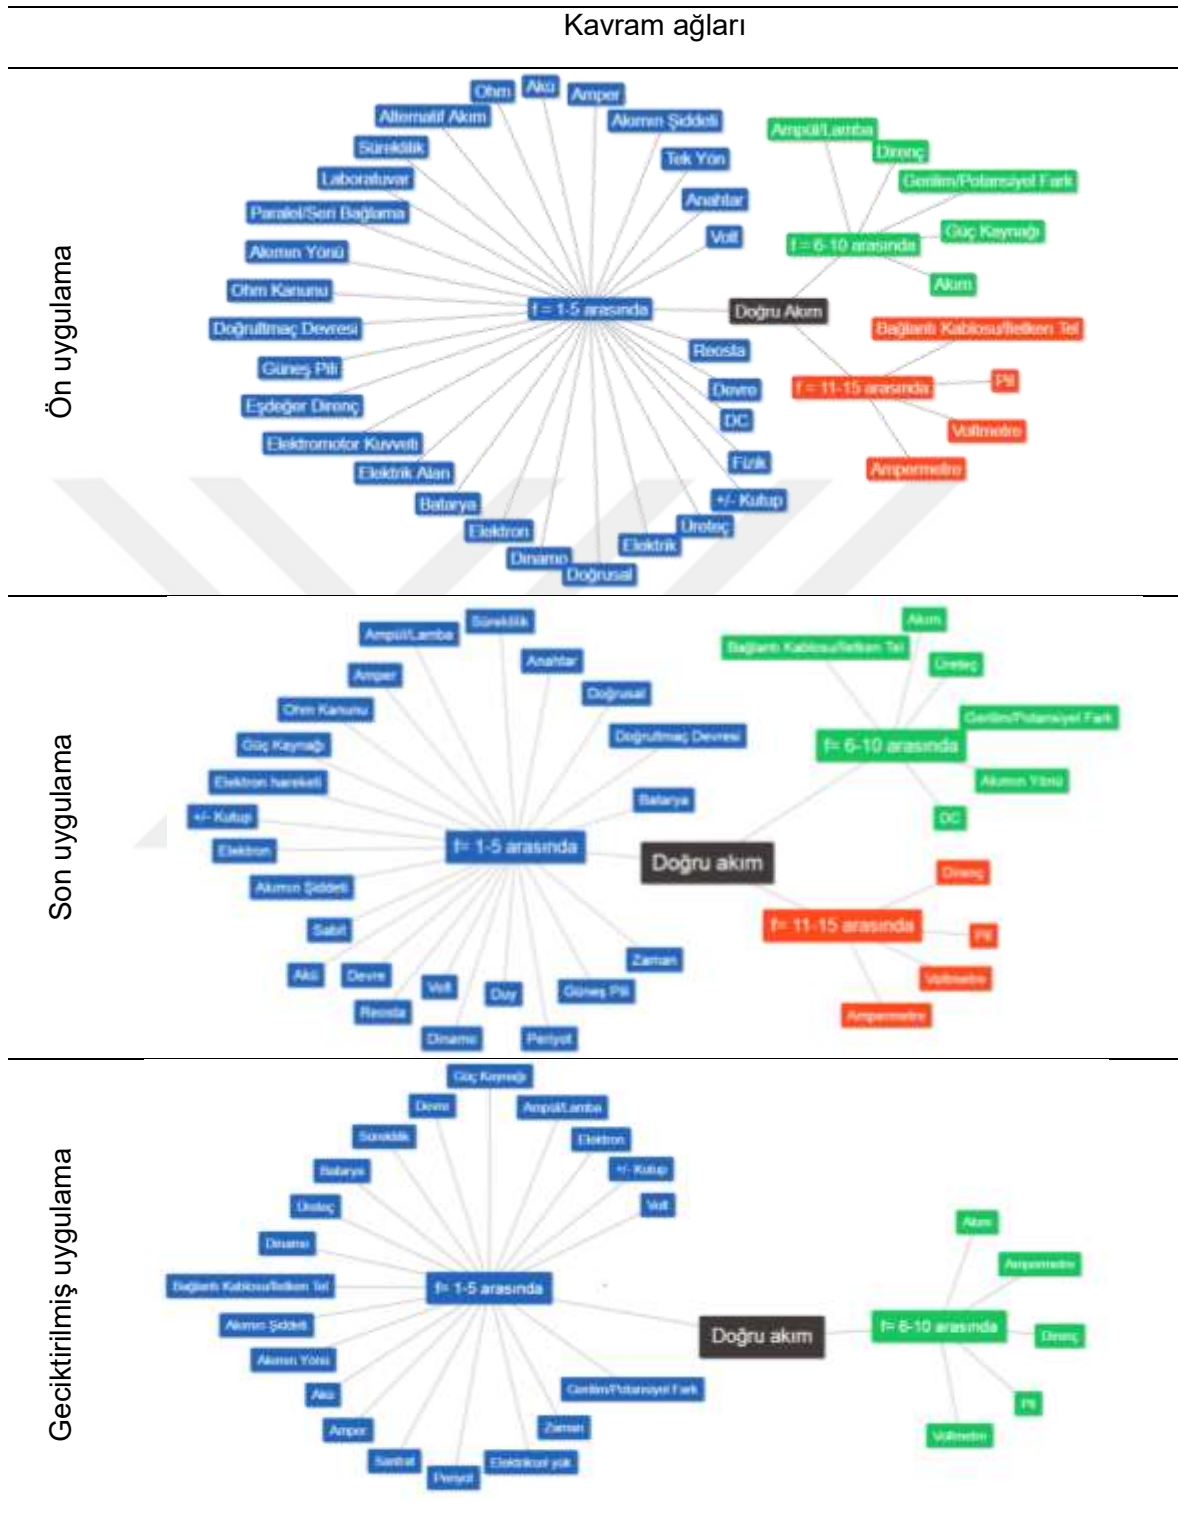 Kavram ağları
Ön uygulama
Ohm
Akü
Amper
Alternatif Akım
Akımın Şiddeti
Süreklilik
Tek Yön
Laboratuvar
Anahtar
Paralel/Seri Bağlama
Volt
Akımın Yönü
Ohm Kanunu
f = 1-5 arasında
Doğru Akım
Doğrultmaç Devresi
Güneş Pili
Reosta
Eşdeğer Direnç
Devre
DC
Elektromotor Kuvveti
Fizik
Elektrik Alan
+/- Kutup
Batarya
Üreteç
Elektron
Elektrik
Dinamo
Doğrusal
Ampül/Lamba
Direnç
Gerilim/Potansiyel Fark
f = 6-10 arasında
Güç Kaynağı
Akım
Bağlantı Kablosu/İletken Tel
f = 11-15 arasında
Pil
Voltmetre
Ampermetre
Son uygulama
Süreklilik
Ampül/Lamba
Anahtar
Amper
Doğrusal
Ohm Kanunu
Doğrultmaç Devresi
Güç Kaynağı
Elektron hareketi
Batarya
+/- Kutup
f= 1-5 arasında
Doğru akım
Elektron
Akımın Şiddeti
Sabit
Zaman
Akü
Devre
Volt
Duy
Güneş Pili
Reosta
Dinamo
Periyot
Akım
Bağlantı Kablosu/İletken Tel
Üreteç
Gerilim/Potansiyel Fark
f= 6-10 arasında
Akımın Yönü
DC
Direnç
f= 11-15 arasında
Pil
Voltmetre
Ampermetre
Geciktirilmiş uygulama
Güç Kaynağı
Devre
Ampül/Lamba
Süreklilik
Elektron
Batarya
+/- Kutup
Üreteç
Volt
Dinamo
Bağlantı Kablosu/İletken Tel
f= 1-5 arasında
Akımın Şiddeti
Doğru akım
Akımın Yönü
Akü
Gerilim/Potansiyel Fark
Amper
Zaman
Santral
Elektriksel yük
Periyot
Akım
Ampermetre
f= 6-10 arasında
Direnç
Pil
Voltmetre